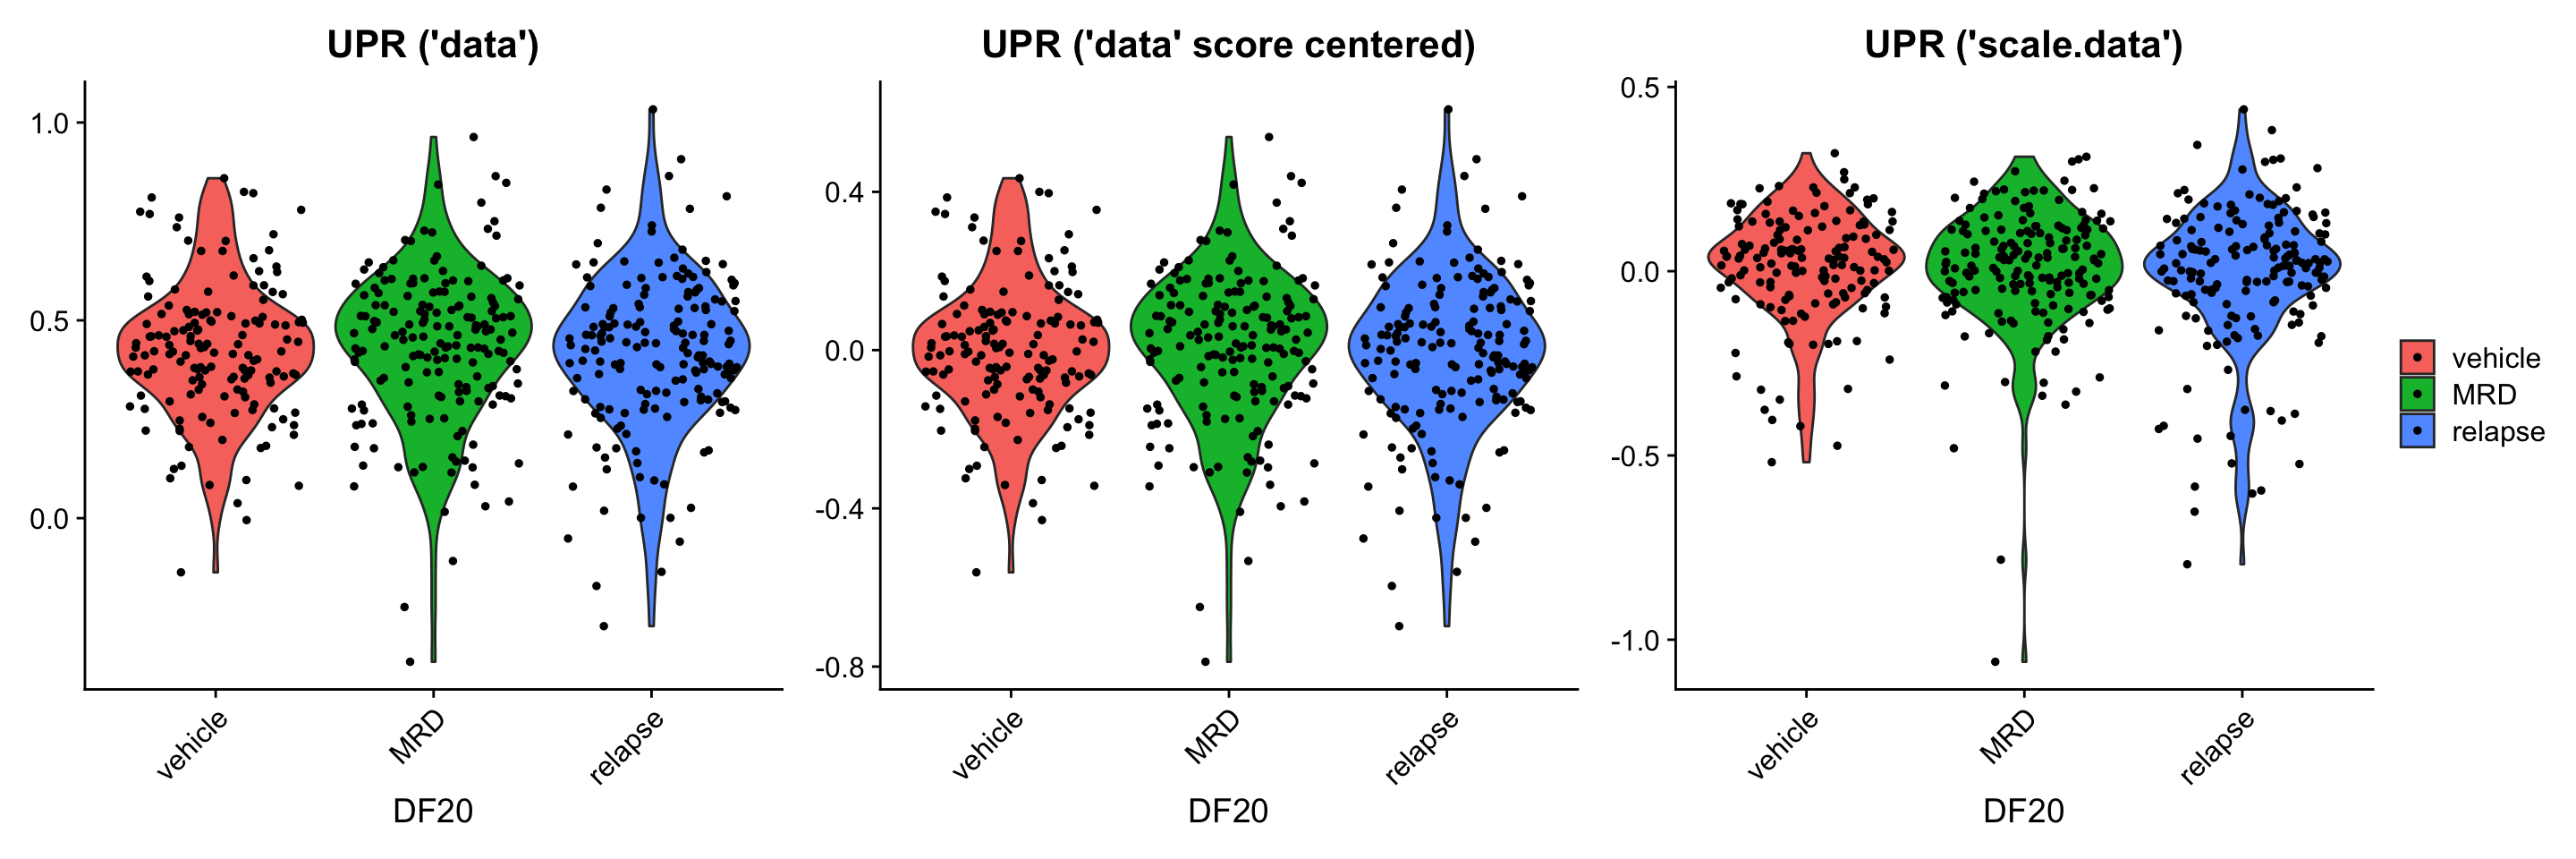 UPR ('data')
1.0
0.5
0.0
vehicle
MRD
relapse
DF20
UPR ('data' score centered)
0.4
0.0
-0.4
-0.8
vehicle
MRD
relapse
DF20
UPR ('scale.data')
0.5
0.0
-0.5
-1.0
vehicle
MRD
relapse
DF20
vehicle
MRD
relapse